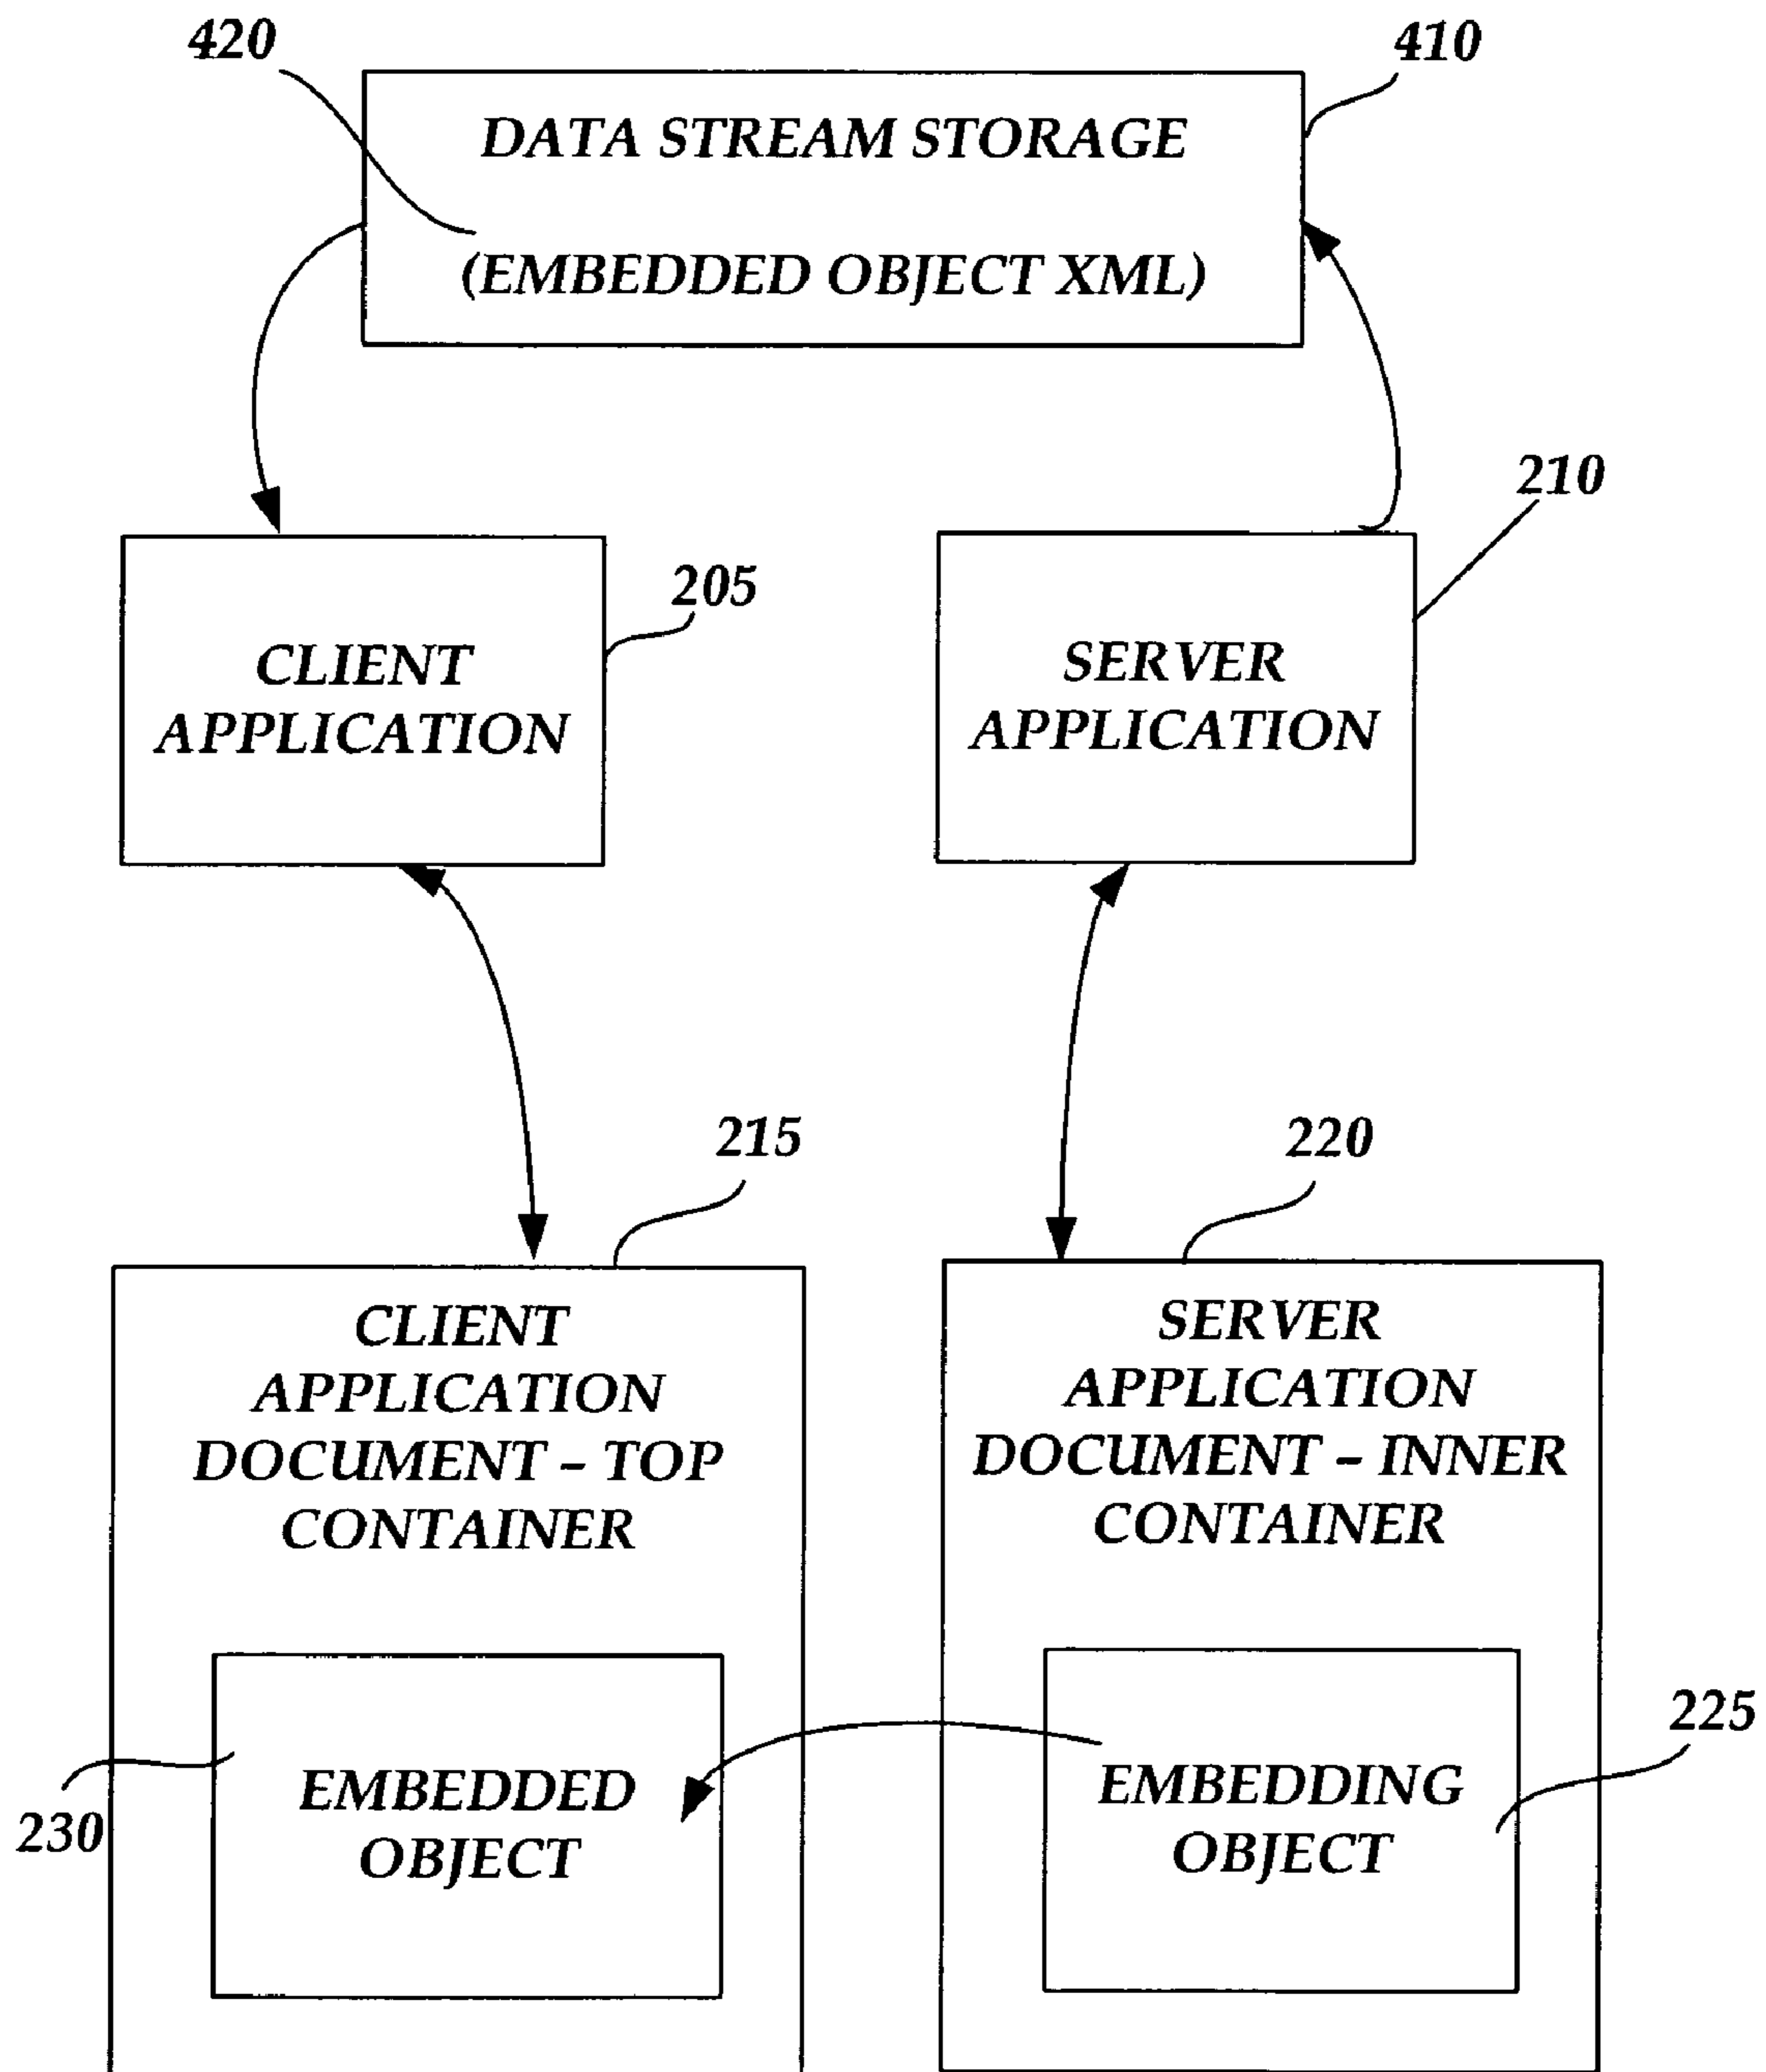 420
410
DATA STREAM STORAGE
(EMBEDDED OBJECT XML)
210
205
CLIENT
APPLICATION
SERVER
APPLICATION
215
220
CLIENT
APPLICATION
DOCUMENT – TOP
CONTAINER
SERVER
APPLICATION
DOCUMENT – INNER
CONTAINER
225
EMBEDDED
OBJECT
EMBEDDING
OBJECT
230